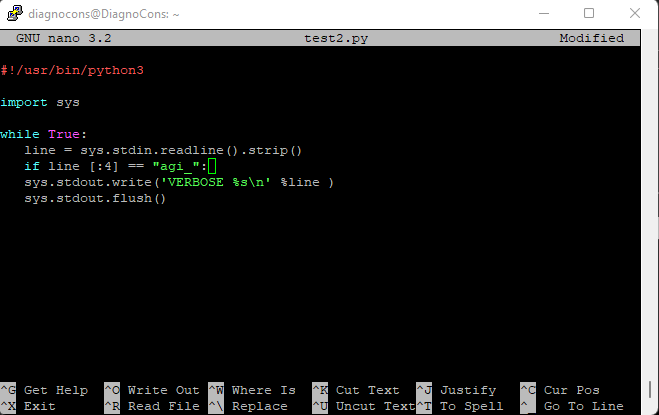 diagnocons@DiagnoCons: ~
GNU nano 3.2 test2.py Modified
#!/usr/bin/python3
import sys
while True:
line = sys.stdin.readline().strip()
if line [:4] == "agi_":
sys.stdout.write('VERBOSE %s\n' %line )
sys.stdout.flush()
^G Get Help ^O Write Out ^W Where Is ^K Cut Text ^J Justify ^C Cur Pos
^X Exit ^R Read File ^\ Replace ^U Uncut Text ^T To Spell ^_ Go To Line